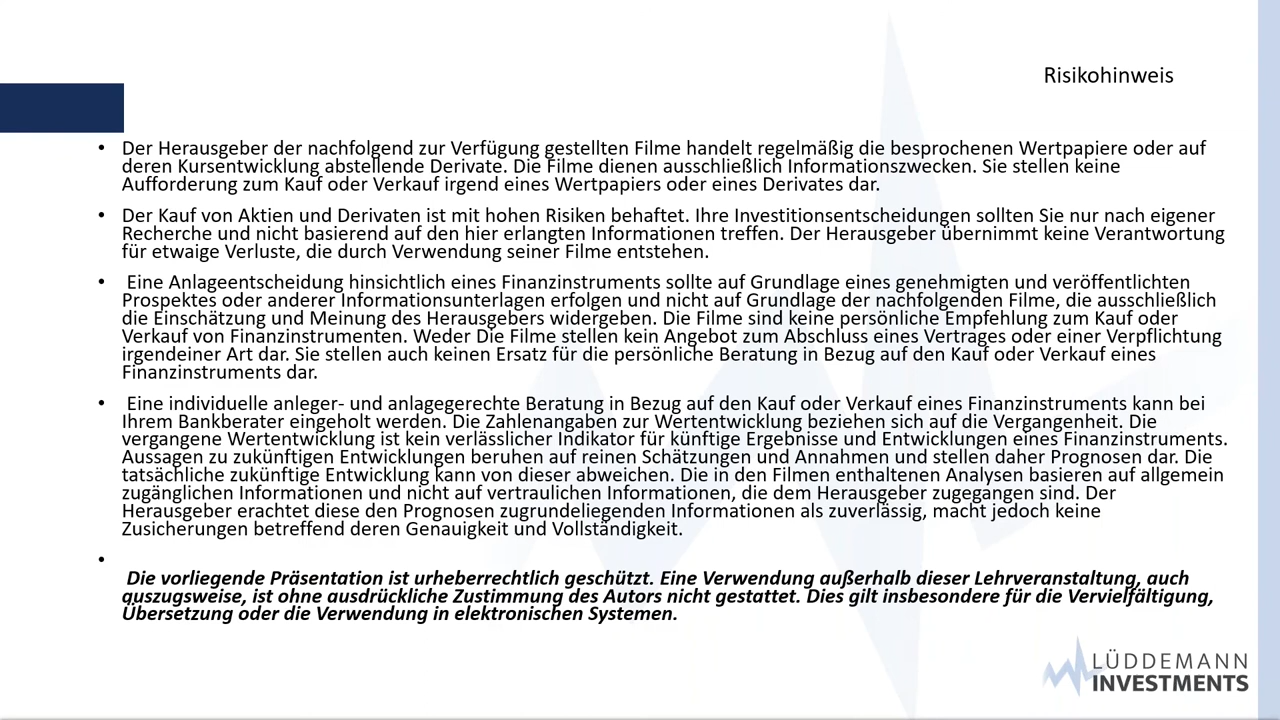 Risikohinweis
• Der Herausgeber der nachfolgend zur Verfügung gestellten Filme handelt regelmäßig die besprochenen Wertpapiere oder auf
deren Kursentwicklung abstellende Derivate. Die Filme dienen ausschließlich Informationszwecken. Sie stellen keine
Aufforderung zum Kauf oder Verkauf irgend eines Wertpapiers oder eines Derivates dar.
• Der Kauf von Aktien und Derivaten ist mit hohen Risiken behaftet. Ihre Investitionsentscheidungen sollten Sie nur nach eigener
Recherche und nicht basierend auf den hier erlangten Informationen treffen. Der Herausgeber übernimmt keine Verantwortung
für etwaige Verluste, die durch Verwendung seiner Filme entstehen.
• Eine Anlageentscheidung hinsichtlich eines Finanzinstruments sollte auf Grundlage eines genehmigten und veröffentlichten
Prospektes oder anderer Informationsunterlagen erfolgen und nicht auf Grundlage der nachfolgenden Filme, die ausschließlich
die Einschätzung und Meinung des Herausgebers widergeben. Die Filme sind keine persönliche Empfehlung zum Kauf oder
Verkauf von Finanzinstrumenten. Weder Die Filme stellen kein Angebot zum Abschluss eines Vertrages oder einer Verpflichtung
irgendeiner Art dar. Sie stellen auch keinen Ersatz für die persönliche Beratung in Bezug auf den Kauf oder Verkauf eines
Finanzinstruments dar.
• Eine individuelle anleger- und anlagegerechte Beratung in Bezug auf den Kauf oder Verkauf eines Finanzinstruments kann bei
Ihrem Bankberater eingeholt werden. Die Zahlenangaben zur Wertentwicklung beziehen sich auf die Vergangenheit. Die
vergangene Wertentwicklung ist kein verlässlicher Indikator für künftige Ergebnisse und Entwicklungen eines Finanzinstruments.
Aussagen zu zukünftigen Entwicklungen beruhen auf reinen Schätzungen und Annahmen und stellen daher Prognosen dar. Die
tatsächliche zukünftige Entwicklung kann von dieser abweichen. Die in den Filmen enthaltenen Analysen basieren auf allgemein
zugänglichen Informationen und nicht auf vertraulichen Informationen, die dem Herausgeber zugegangen sind. Der
Herausgeber erachtet diese den Prognosen zugrundeliegenden Informationen als zuverlässig, macht jedoch keine
Zusicherungen betreffend deren Genauigkeit und Vollständigkeit.
•
Die vorliegende Präsentation ist urheberrechtlich geschützt. Eine Verwendung außerhalb dieser Lehrveranstaltung, auch
auszugsweise, ist ohne ausdrückliche Zustimmung des Autors nicht gestattet. Dies gilt insbesondere für die Vervielfältigung,
Übersetzung oder die Verwendung in elektronischen Systemen.
LÜDDEMANN
INVESTMENTS